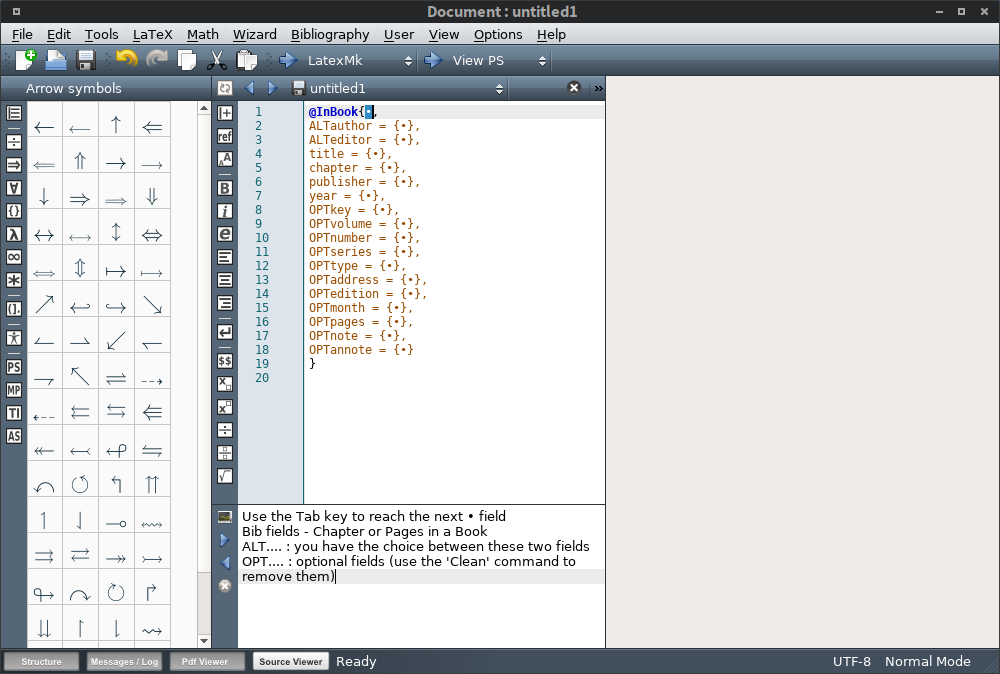 Document : untitled1
File Edit Tools LaTeX Math Wizard Bibliography User View Options Help
LatexMk View PS
Arrow symbols untitled1 »
1 @InBook{•,
2 ALTauthor = {•},
3 ALTeditor = {•},
4 title = {•},
5 chapter = {•},
6 publisher = {•},
7 year = {•},
8 OPTkey = {•},
9 OPTvolume = {•},
10 OPTnumber = {•},
11 OPTseries = {•},
12 OPTtype = {•},
13 OPTaddress = {•},
14 OPTedition = {•},
15 OPTmonth = {•},
16 OPTpages = {•},
17 OPTnote = {•},
18 OPTannote = {•}
19 }
20
ref
B
i
e
$$
PS
MP
TI
AS
Use the Tab key to reach the next • field
Bib fields - Chapter or Pages in a Book
ALT.... : you have the choice between these two fields
OPT.... : optional fields (use the 'Clean' command to
remove them)
Structure Messages / Log Pdf Viewer Source Viewer Ready UTF-8 Normal Mode